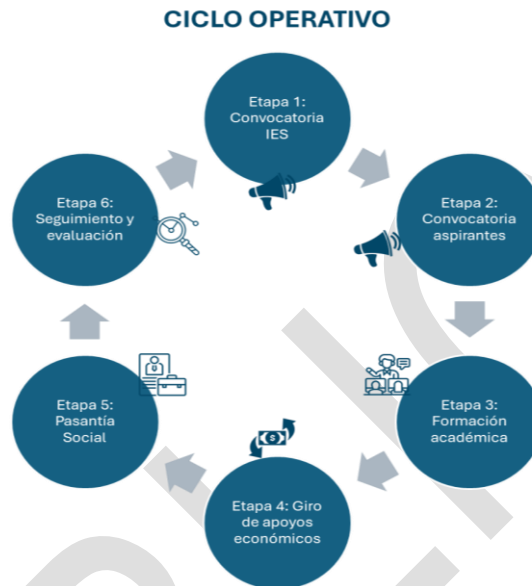 CICLO OPERATIVO
Etapa 1:
Convocatoria
IES
Etapa 2:
Convocatoria
aspirantes
Etapa 3:
Formación
académica
Etapa 4: Giro
de apoyos
económicos
Etapa 5:
Pasantía
Social
Etapa 6:
Seguimiento y
evaluación